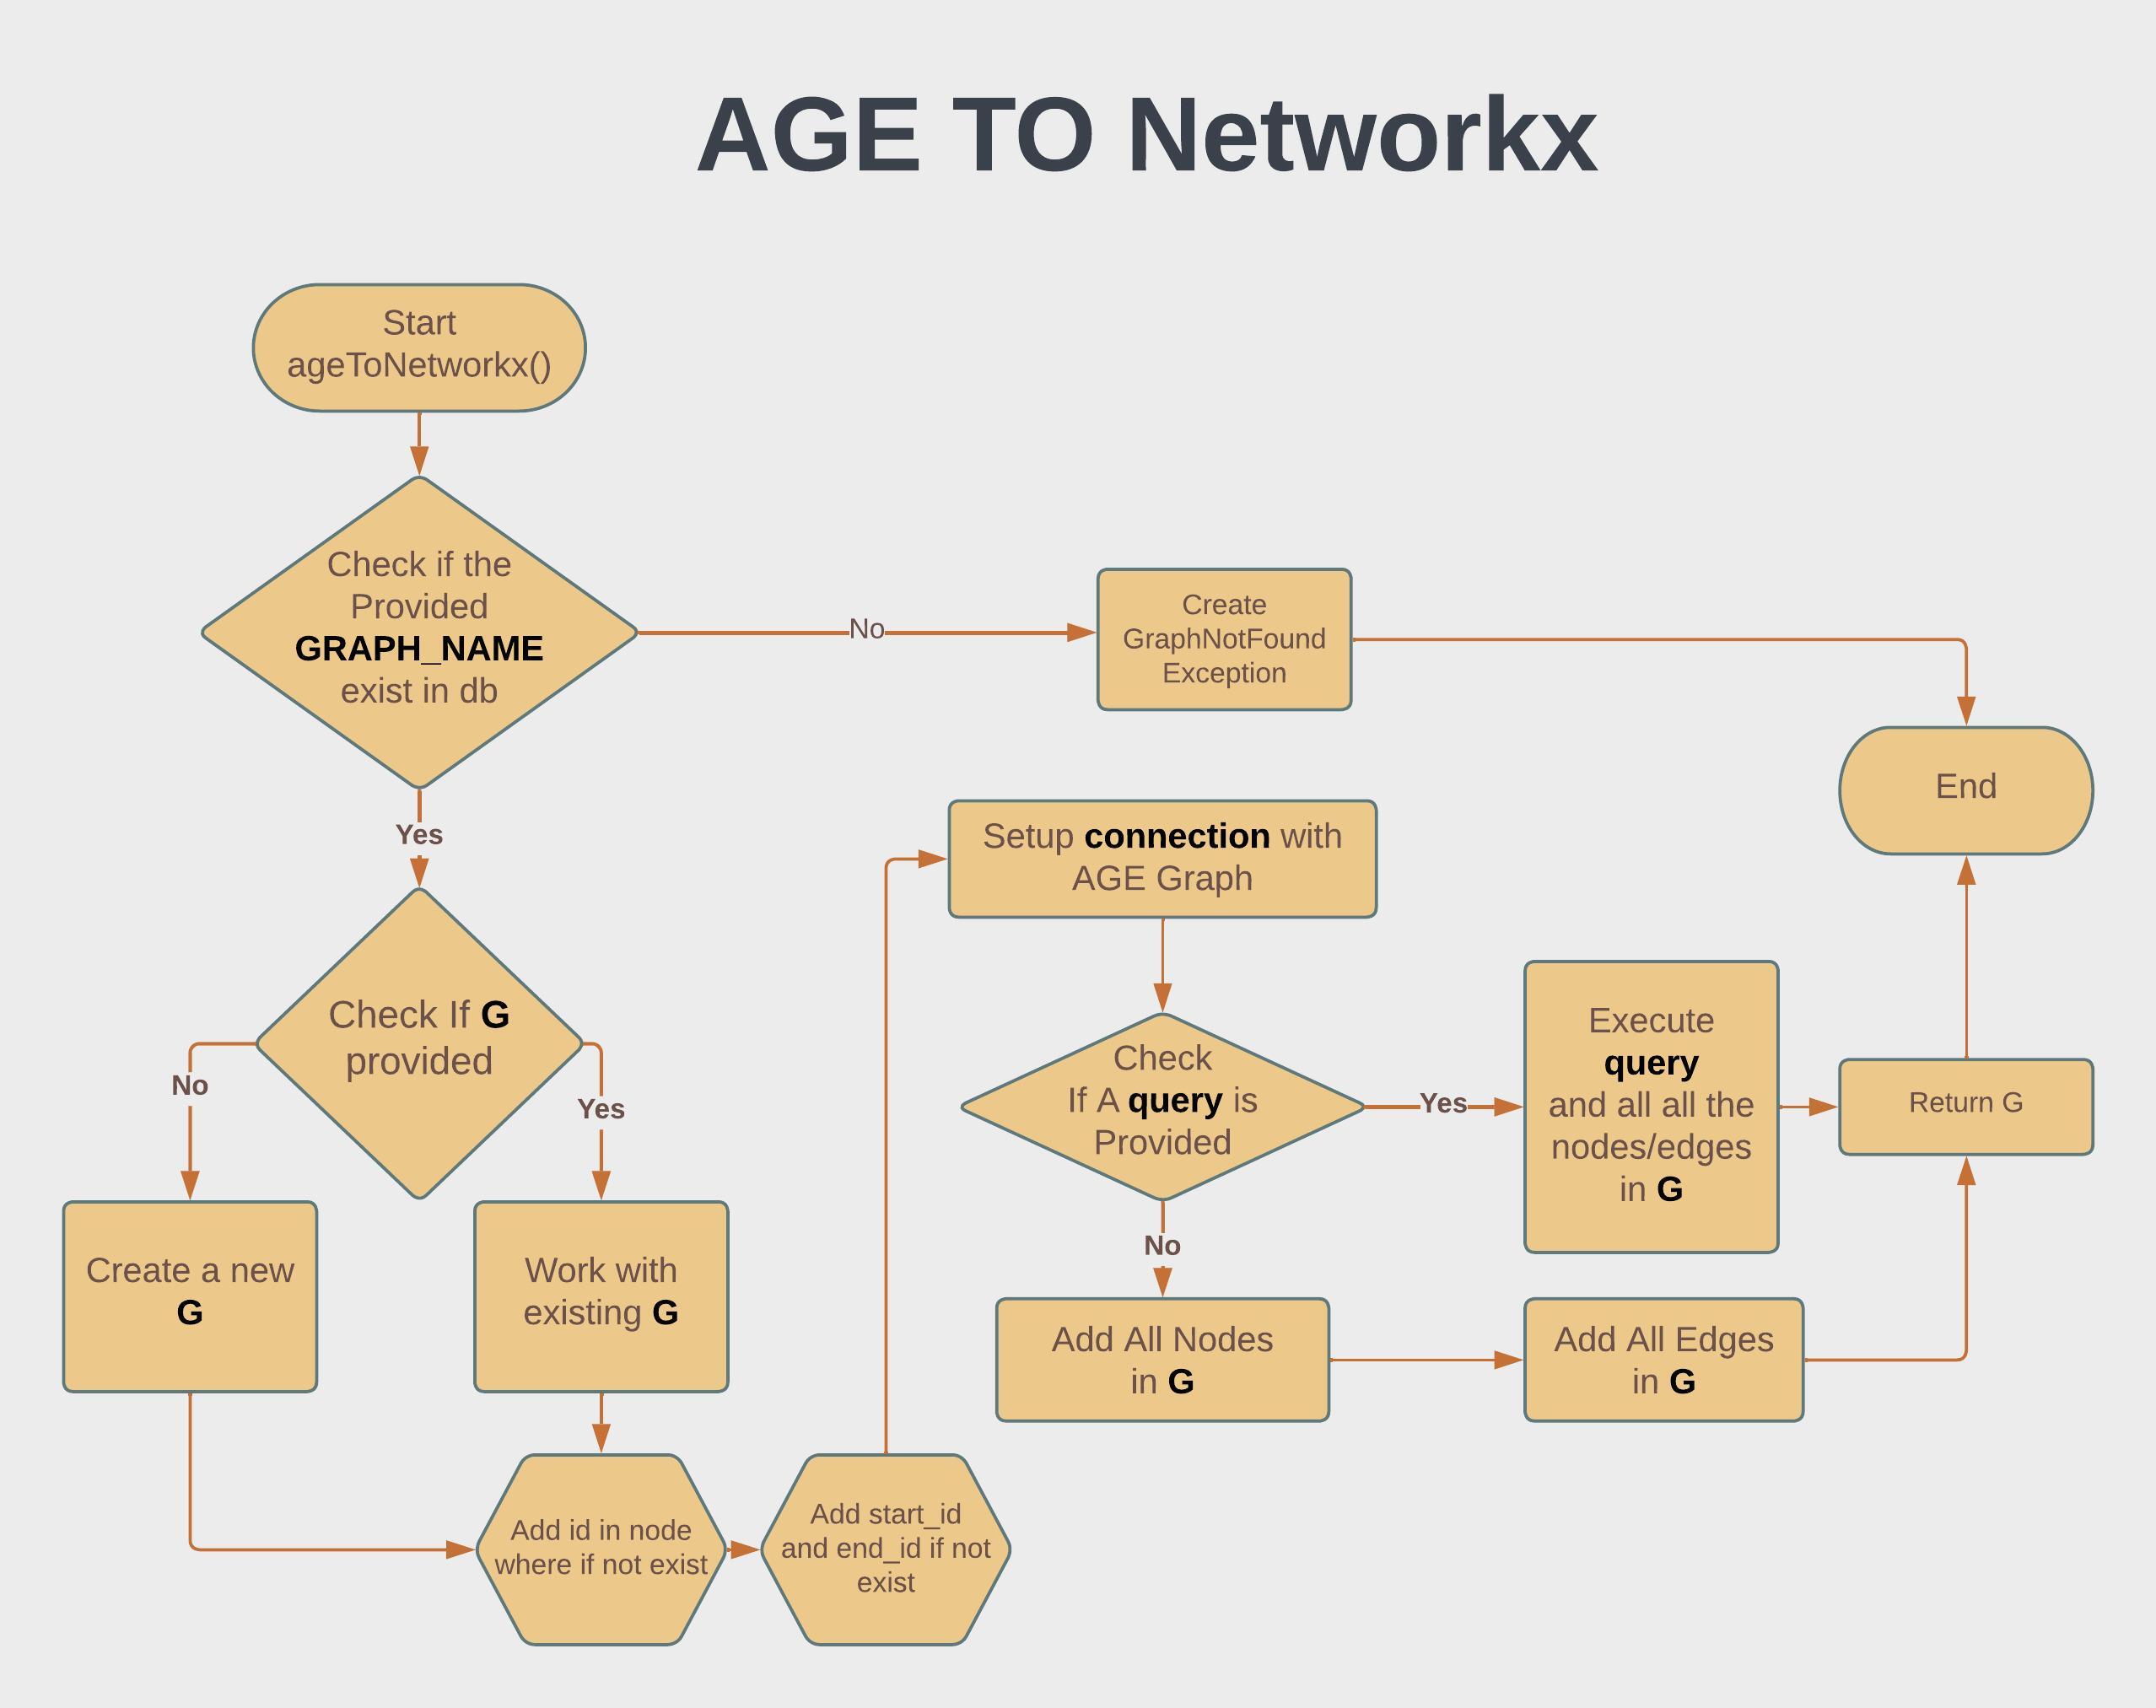 AGE TO Networkx
Start
ageToNetworkx()
Check if the
Provided
GRAPH_NAME
exist in db
No
Create
GraphNotFound
Exception
End
Yes
Check If G
provided
No
Yes
Create a new
G
Work with
existing G
Add id in node
where if not exist
Add start_id
and end_id if not
exist
Setup connection with
AGE Graph
Check
If A query is
Provided
Yes
Execute
query
and all all the
nodes/edges
in G
Return G
No
Add All Nodes
in G
Add All Edges
in G